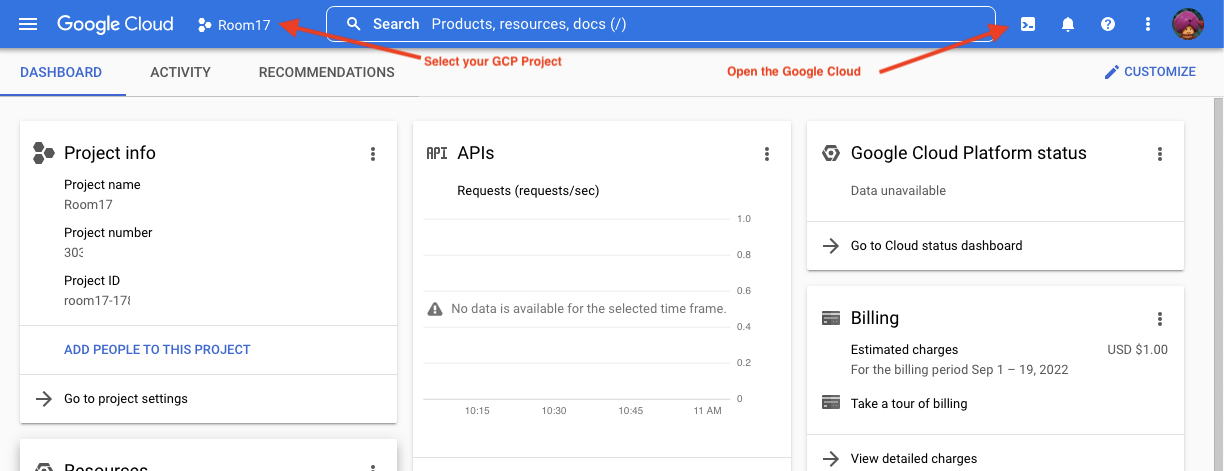 Google Cloud
Room17
Search Products, resources, docs (/)
Select your GCP Project
Open the Google Cloud
DASHBOARD
ACTIVITY
RECOMMENDATIONS
CUSTOMIZE
Project info
Project name
Room17
Project number
303
Project ID
room17-178
ADD PEOPLE TO THIS PROJECT
Go to project settings
Resources
API APIs
Requests (requests/sec)
1.0
0.8
0.6
No data is available for the selected time frame.
0.4
0.2
0
10:15 10:30 10:45 11 AM
Google Cloud Platform status
Data unavailable
Go to Cloud status dashboard
Billing
Estimated charges USD $1.00
For the billing period Sep 1 – 19, 2022
Take a tour of billing
View detailed charges